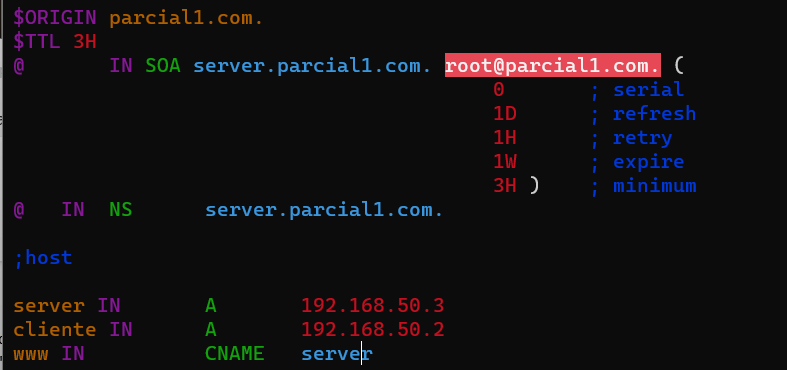 $ORIGIN parcial1.com.
$TTL 3H
@       IN SOA server.parcial1.com. root@parcial1.com. (
                                        0       ; serial
                                        1D      ; refresh
                                        1H      ; retry
                                        1W      ; expire
                                        3H )    ; minimum
@   IN  NS      server.parcial1.com.
;host
server IN       A       192.168.50.3
cliente IN      A       192.168.50.2
www IN          CNAME   server